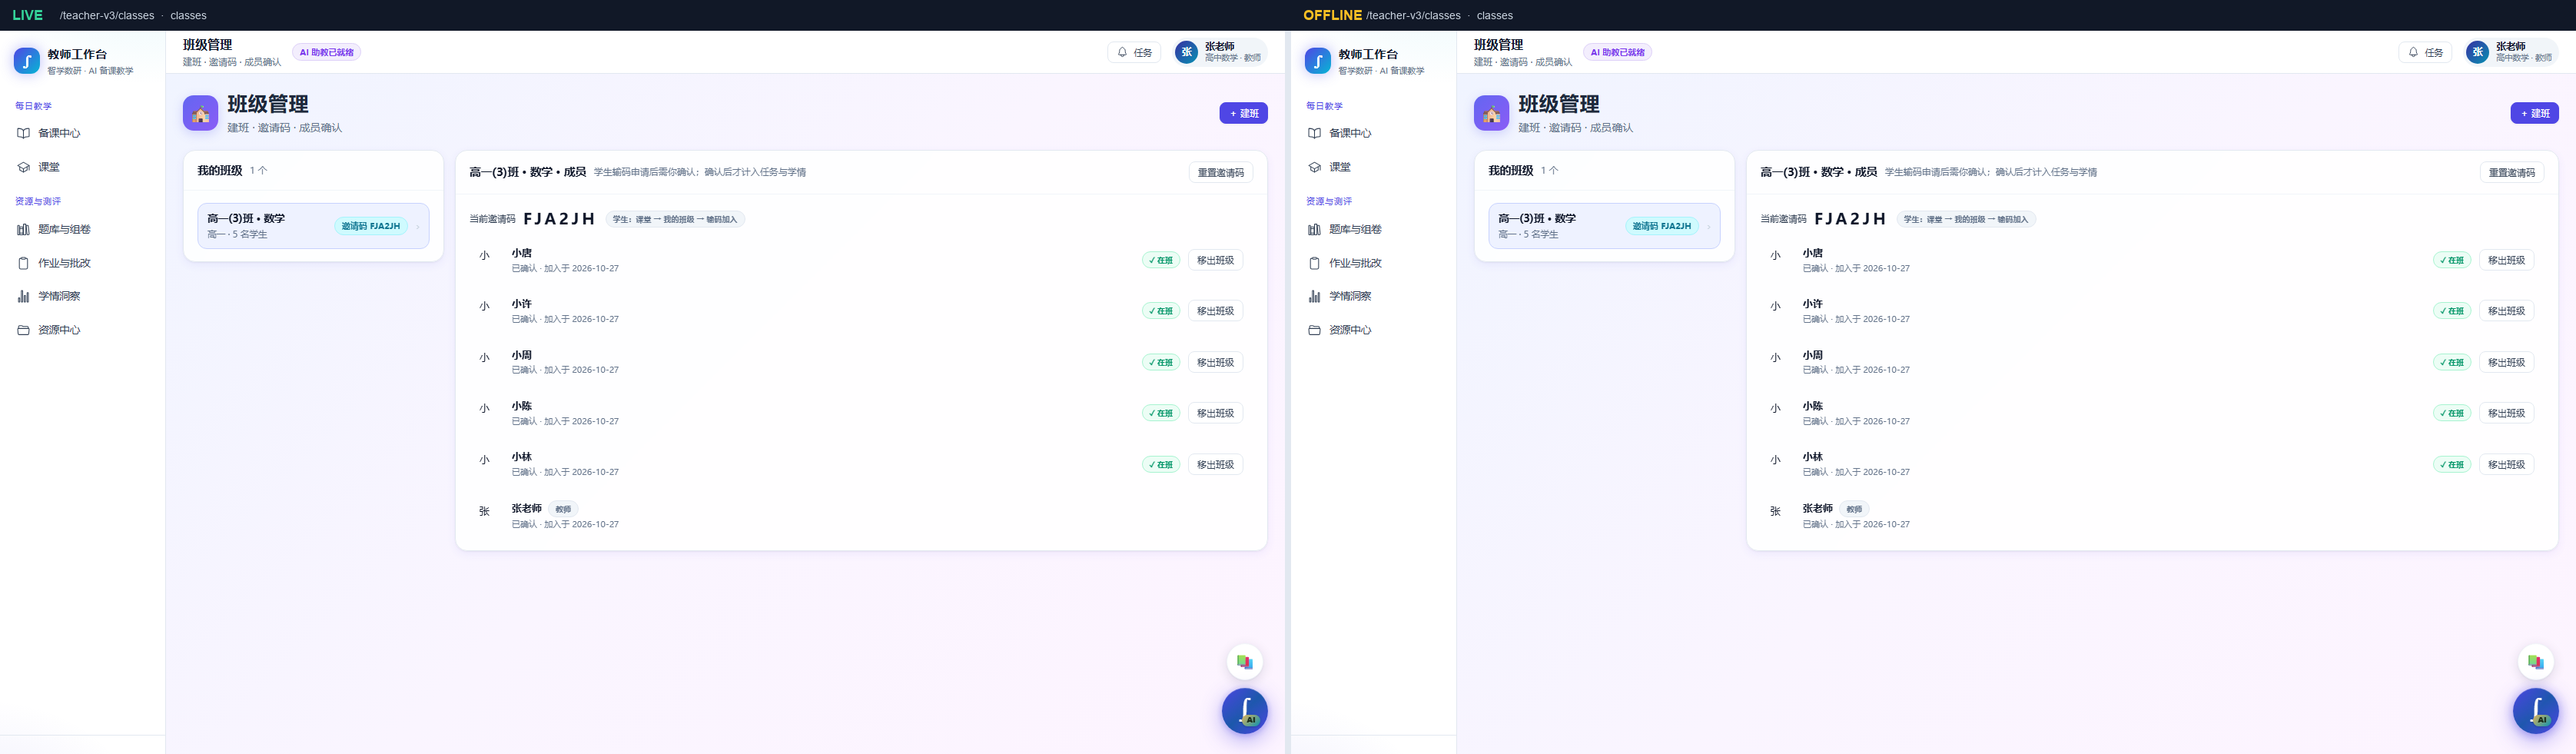 LIVE /teacher-v3/classes · classes
教师工作台
智学数研 · AI 备课教学
每日教学
备课中心
课堂
资源与测评
题库与组卷
作业与批改
学情洞察
资源中心
班级管理
建班 · 邀请码 · 成员确认
AI 助教已就绪
任务
张
张老师
高中数学 · 教师
班级管理
建班 · 邀请码 · 成员确认
+ 建班
我的班级 1 个
高一(3)班 • 数学
高一 · 5 名学生
邀请码 FJA2JH
高一(3)班 • 数学 • 成员 学生输码申请后需你确认；确认后才计入任务与学情
重置邀请码
当前邀请码 FJA2JH 学生：课堂 → 我的班级 → 输码加入
小 小唐
已确认 · 加入于 2026-10-27
✓ 在班 移出班级
小 小许
已确认 · 加入于 2026-10-27
✓ 在班 移出班级
小 小周
已确认 · 加入于 2026-10-27
✓ 在班 移出班级
小 小陈
已确认 · 加入于 2026-10-27
✓ 在班 移出班级
小 小林
已确认 · 加入于 2026-10-27
✓ 在班 移出班级
张 张老师 教师
已确认 · 加入于 2026-10-27
AI
OFFLINE /teacher-v3/classes · classes
教师工作台
智学数研 · AI 备课教学
每日教学
备课中心
课堂
资源与测评
题库与组卷
作业与批改
学情洞察
资源中心
班级管理
建班 · 邀请码 · 成员确认
AI 助教已就绪
任务
张
张老师
高中数学 · 教师
班级管理
建班 · 邀请码 · 成员确认
+ 建班
我的班级 1 个
高一(3)班 • 数学
高一 · 5 名学生
邀请码 FJA2JH
高一(3)班 • 数学 • 成员 学生输码申请后需你确认；确认后才计入任务与学情
重置邀请码
当前邀请码 FJA2JH 学生：课堂 → 我的班级 → 输码加入
小 小唐
已确认 · 加入于 2026-10-27
✓ 在班 移出班级
小 小许
已确认 · 加入于 2026-10-27
✓ 在班 移出班级
小 小周
已确认 · 加入于 2026-10-27
✓ 在班 移出班级
小 小陈
已确认 · 加入于 2026-10-27
✓ 在班 移出班级
小 小林
已确认 · 加入于 2026-10-27
✓ 在班 移出班级
张 张老师 教师
已确认 · 加入于 2026-10-27
AI